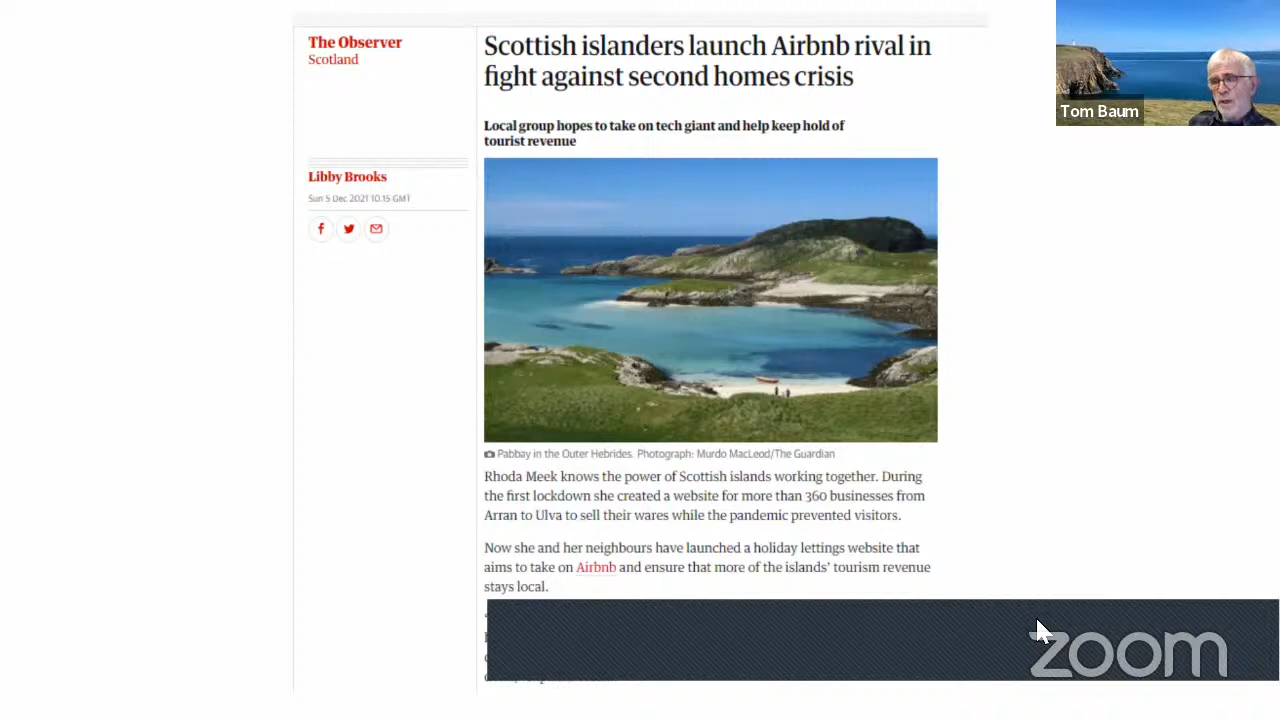 The Observer
Scotland
Libby Brooks
Sun 5 Dec 2021 10.15 GMT
Scottish islanders launch Airbnb rival in
fight against second homes crisis
Local group hopes to take on tech giant and help keep hold of
tourist revenue
Pabbay in the Outer Hebrides. Photograph: Murdo MacLeod/The Guardian
Rhoda Meek knows the power of Scottish islands working together. During
the first lockdown she created a website for more than 360 businesses from
Arran to Ulva to sell their wares while the pandemic prevented visitors.
Now she and her neighbours have launched a holiday lettings website that
aims to take on Airbnb and ensure that more of the islands' tourism revenue
stays local.
Tom Baum
zoom